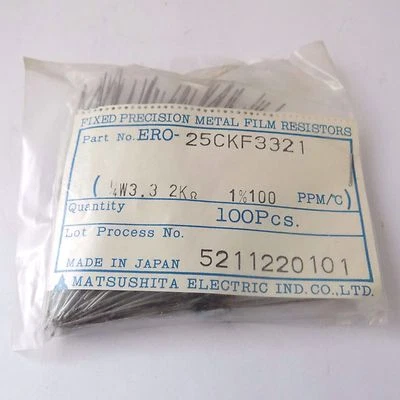 FIXED PRECISION METAL FILM RESISTORS
Part No. ERO-25CKF3321
( ¼W3.3 2KΩ 1%100 PPM/℃)
Quantity 100Pcs.
Lot Process No.
MADE IN JAPAN 5211220101
MATSUSHITA ELECTRIC IND.CO.,LTD.